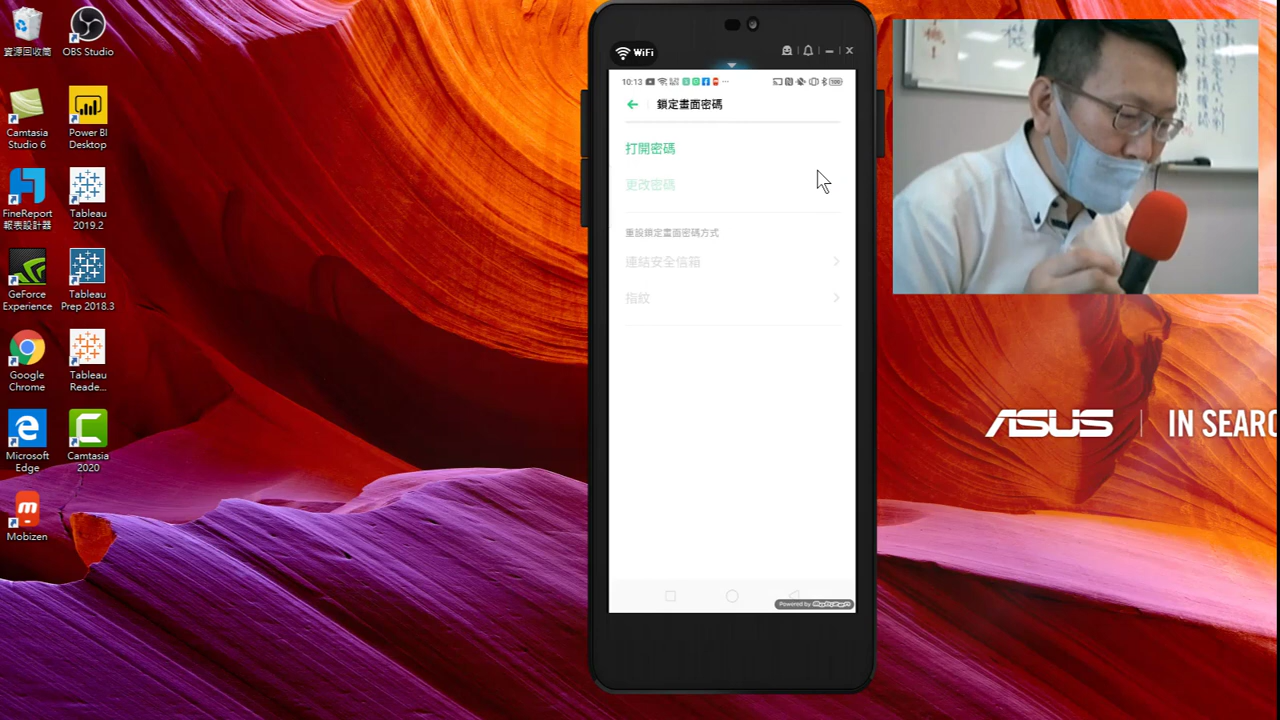 資源回收筒
OBS Studio
Camtasia
Studio 6
Power BI
Desktop
FineReport
報表設計器
Tableau
2019.2
GeForce
Experience
Tableau
Prep 2018.3
Google
Chrome
Tableau
Reade...
Microsoft
Edge
Camtasia
2020
m
Mobizen
WiFi
10:13
100
鎖定畫面密碼
打開密碼
更改密碼
重設鎖定畫面密碼方式
連結安全信箱
指紋
Powered by
ASUS
IN SEARC